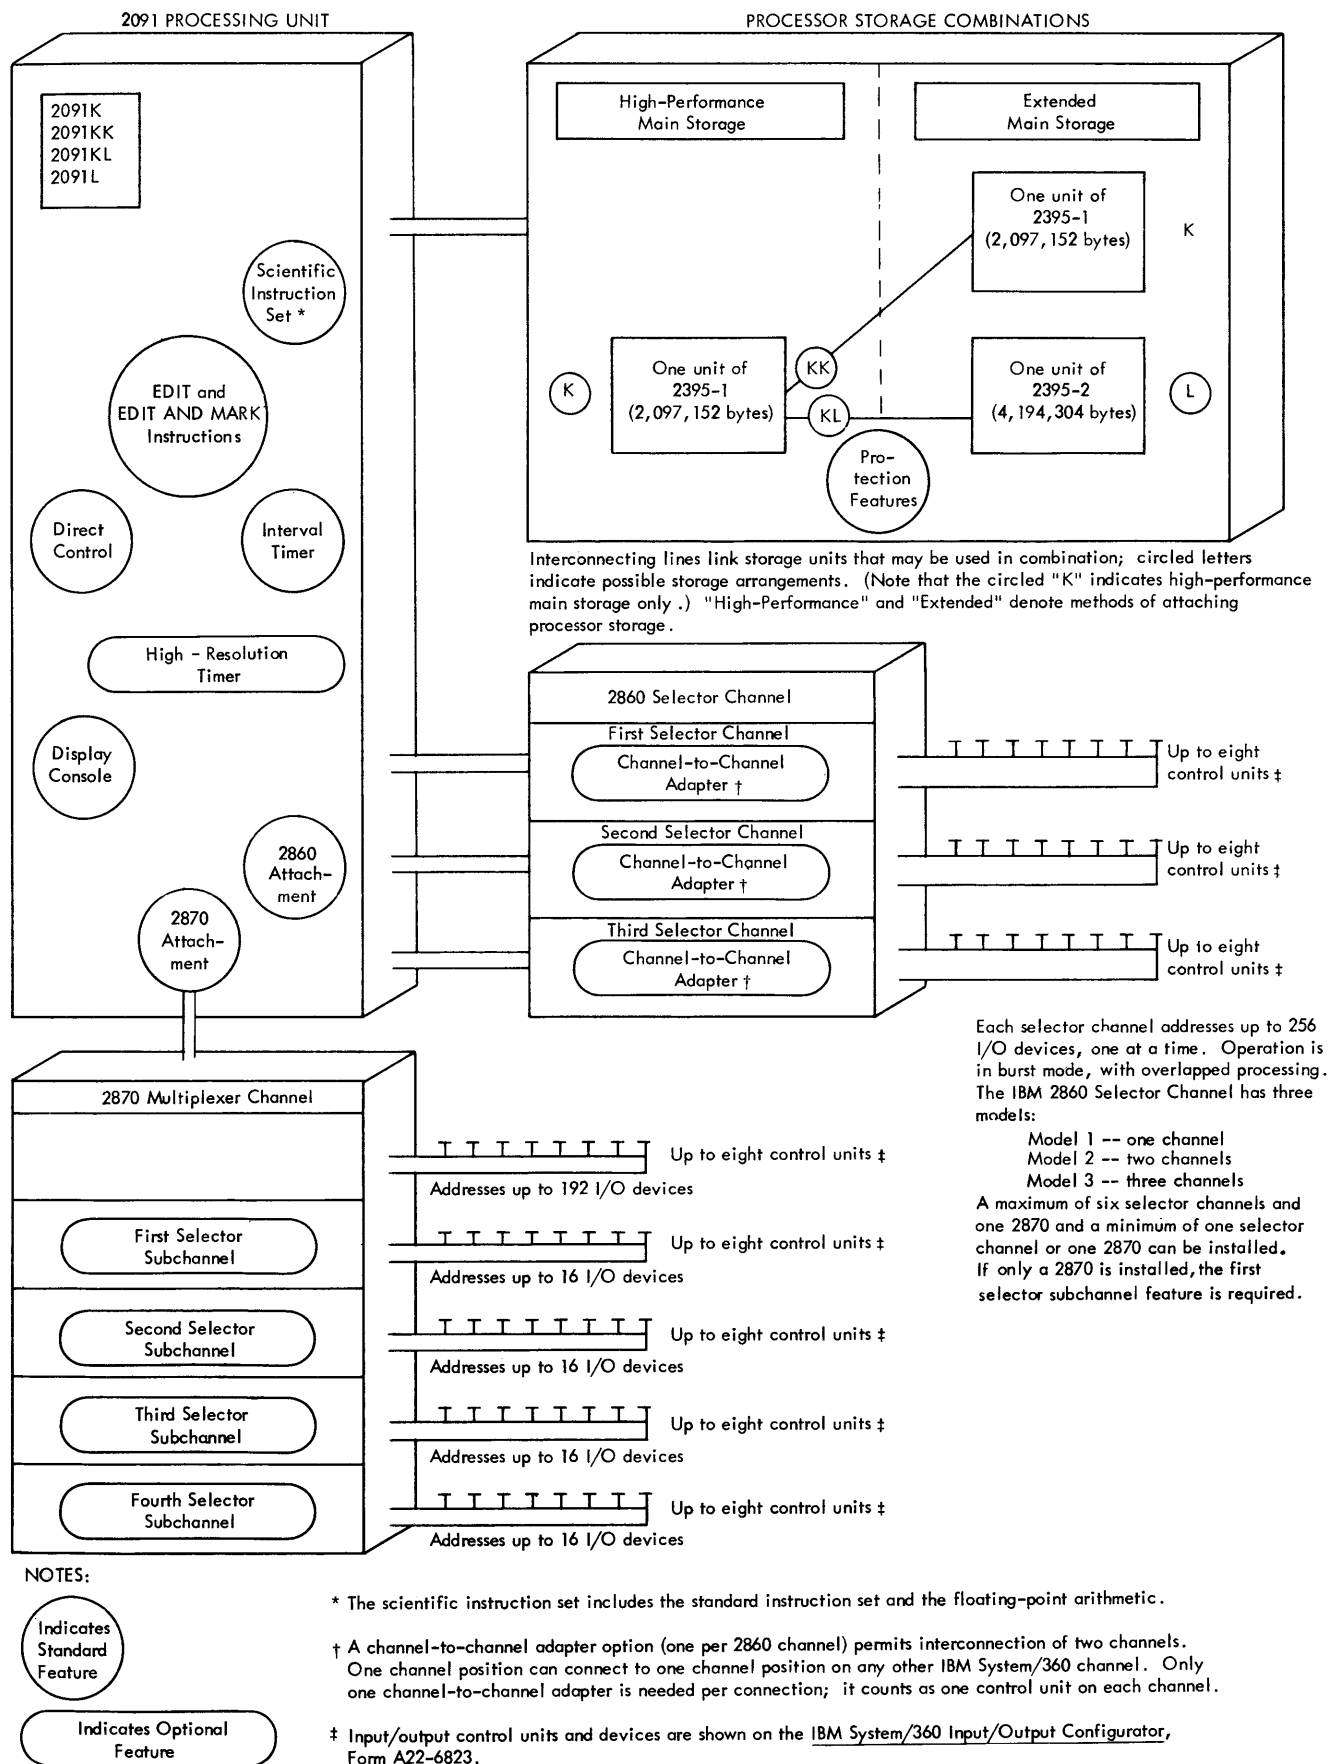 2091 PROCESSING UNIT
2091K
2091KK
2091KL
2091L
Scientific
Instruction
Set *
EDIT and
EDIT AND MARK
Instructions
Direct
Control
Interval
Timer
High - Resolution
Timer
Display
Console
2860
Attach-
ment
2870
Attach-
ment
PROCESSOR STORAGE COMBINATIONS
High-Performance
Main Storage
Extended
Main Storage
One unit of
2395-1
(2,097,152 bytes)
K
K
One unit of
2395-1
(2,097,152 bytes)
KK
KL
One unit of
2395-2
(4,194,304 bytes)
L
Pro-
tection
Features
Interconnecting lines link storage units that may be used in combination; circled letters
indicate possible storage arrangements. (Note that the circled "K" indicates high-performance
main storage only.) "High-Performance" and "Extended" denote methods of attaching
processor storage.
2860 Selector Channel
First Selector Channel
Channel-to-Channel
Adapter †
Up to eight
control units ‡
Second Selector Channel
Channel-to-Channel
Adapter †
Up to eight
control units ‡
Third Selector Channel
Channel-to-Channel
Adapter †
Up to eight
control units ‡
Each selector channel addresses up to 256
I/O devices, one at a time. Operation is
in burst mode, with overlapped processing.
The IBM 2860 Selector Channel has three
models:
Model 1 -- one channel
Model 2 -- two channels
Model 3 -- three channels
A maximum of six selector channels and
one 2870 and a minimum of one selector
channel or one 2870 can be installed.
If only a 2870 is installed, the first
selector subchannel feature is required.
2870 Multiplexer Channel
Up to eight control units ‡
Addresses up to 192 I/O devices
First Selector
Subchannel
Up to eight control units ‡
Addresses up to 16 I/O devices
Second Selector
Subchannel
Up to eight control units ‡
Addresses up to 16 I/O devices
Third Selector
Subchannel
Up to eight control units ‡
Addresses up to 16 I/O devices
Fourth Selector
Subchannel
Up to eight control units ‡
Addresses up to 16 I/O devices
NOTES:
Indicates
Standard
Feature
Indicates Optional
Feature
* The scientific instruction set includes the standard instruction set and the floating-point arithmetic.
† A channel-to-channel adapter option (one per 2860 channel) permits interconnection of two channels.
One channel position can connect to one channel position on any other IBM System/360 channel. Only
one channel-to-channel adapter is needed per connection; it counts as one control unit on each channel.
‡ Input/output control units and devices are shown on the IBM System/360 Input/Output Configurator,
Form A22-6823.